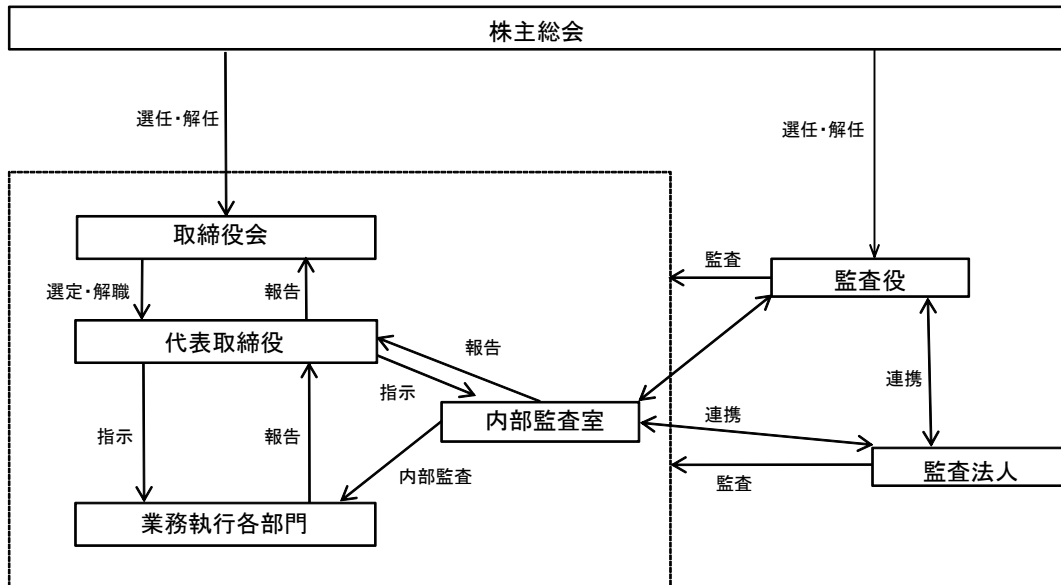 株主総会
選任・解任
選任・解任
取締役会
監査
監査役
選定・解職
報告
代表取締役
報告
指示
連携
内部監査室
連携
指示
報告
内部監査
監査
監査法人
業務執行各部門